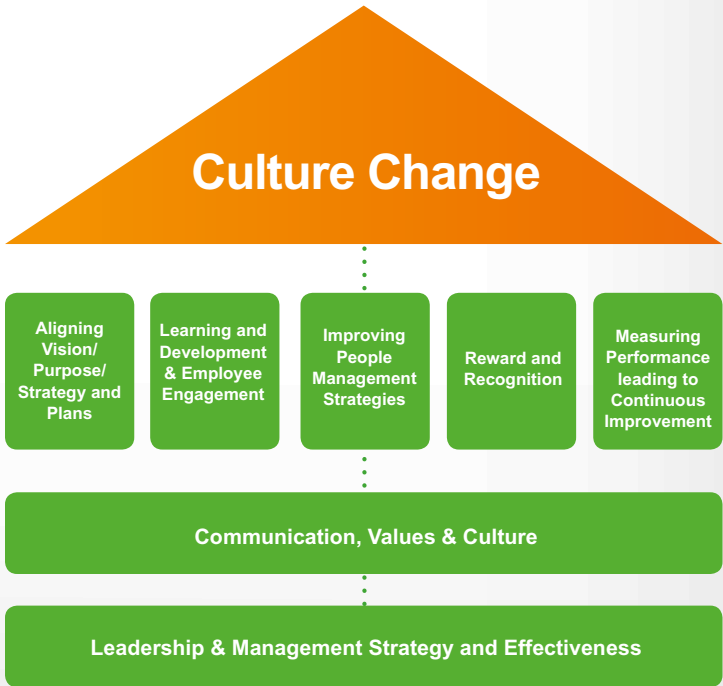 Culture Change
Aligning
Vision/
Purpose/
Strategy and
Plans
Learning and
Development
& Employee
Engagement
Improving
People
Management
Strategies
Reward and
Recognition
Measuring
Performance
leading to
Continuous
Improvement
Communication, Values & Culture
Leadership & Management Strategy and Effectiveness